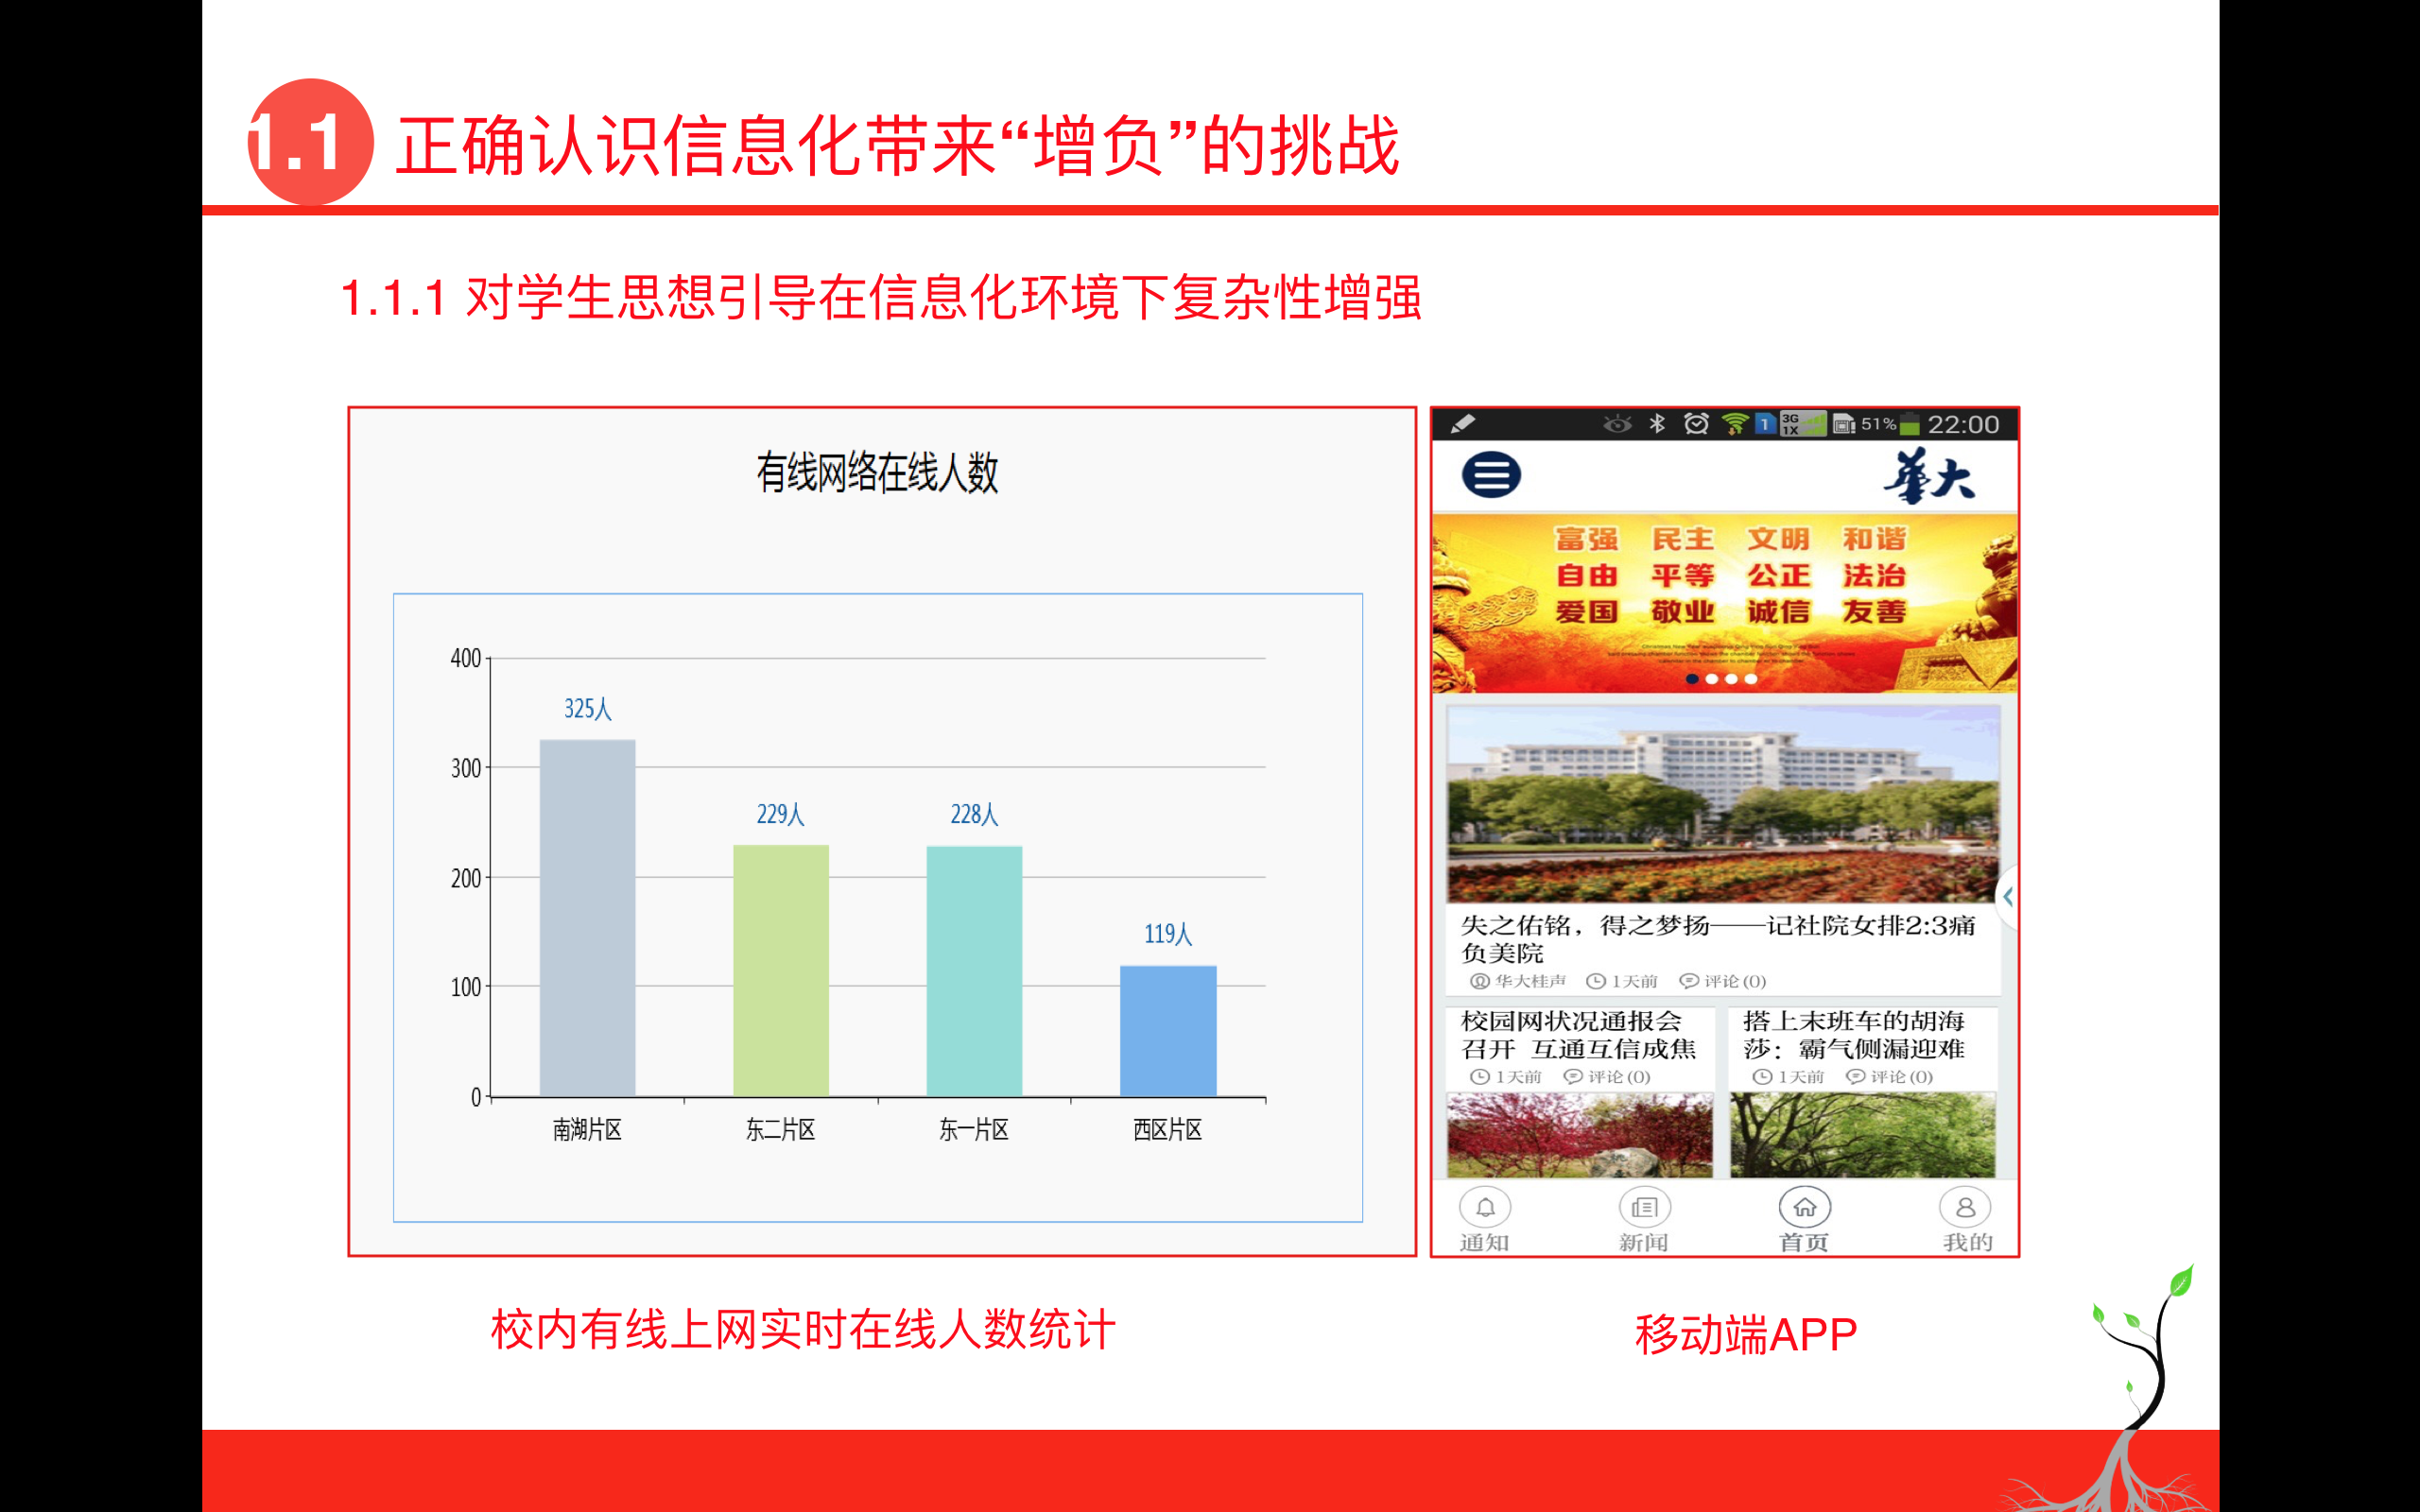 1.1 正确认识信息化带来“增负”的挑战
1.1.1 对学生思想引导在信息化环境下复杂性增强
有线网络在线人数
400
300
200
100
0
325人
229人
228人
119人
南湖片区
东二片区
东一片区
西区片区
校内有线上网实时在线人数统计
1 3G 1X 51% 22:00
華大
富强 民主 文明 和谐
自由 平等 公正 法治
爱国 敬业 诚信 友善
失之佑铭，得之梦扬——记社院女排2:3痛
负美院
华大桂声 1天前 评论(0)
校园网状况通报会
召开 互通互信成焦
1天前 评论(0)
搭上末班车的胡海
莎：霸气侧漏迎难
1天前 评论(0)
通知 新闻 首页 我的
移动端APP